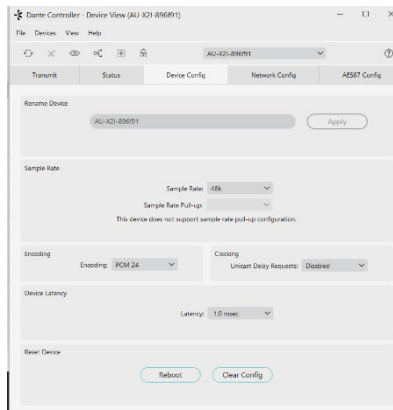 Dante Controller - Device View (AU-X2I-896f91)
File Devices View Help
AU-X2I-896f91
Transmit Status Device Config Network Config AES67 Config
Rename Device
AU-X2I-896f91 Apply
Sample Rate
Sample Rate: 48k
Sample Rate Pull-up:
This device does not support sample rate pull-up configuration.
Encoding Clocking
Encoding: PCM 24 Unicast Delay Requests: Disabled
Device Latency
Latency: 1.0 msec
Reset Device
Reboot Clear Config